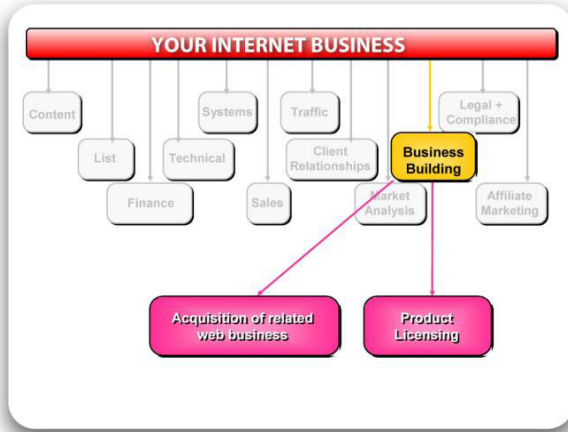 YOUR INTERNET BUSINESS
Content
Systems
Traffic
Legal +
Compliance
List
Technical
Client
Relationships
Business
Building
Finance
Sales
Market
Analysis
Affiliate
Marketing
Acquisition of related
web business
Product
Licensing